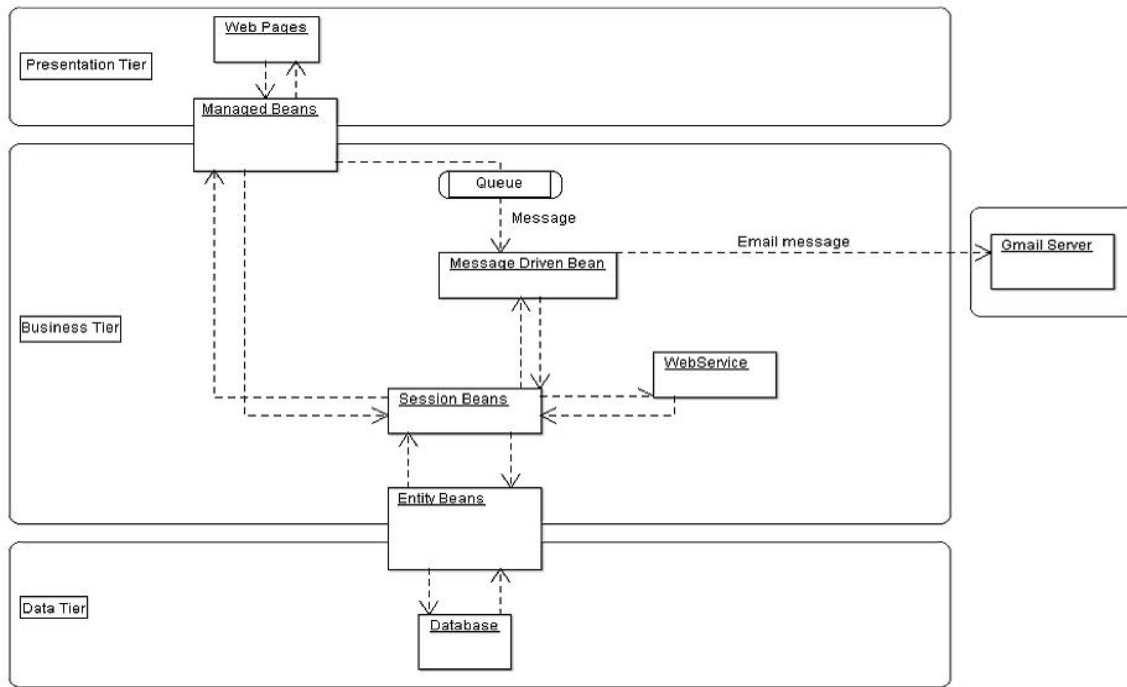 Web Pages
Presentation Tier
Managed Beans
Queue
Message
Email message
Gmail Server
Message Driven Bean
Business Tier
WebService
Session Beans
Entity Beans
Data Tier
Database